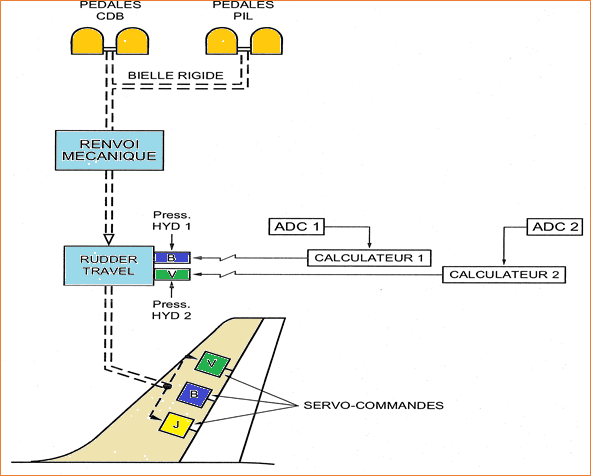 PEDALES
CDB
PEDALES
PIL
BIELLE RIGIDE
RENVOI
MECANIQUE
Press.
HYD 1
ADC 1
ADC 2
RUDDER
TRAVEL
B
V
CALCULATEUR 1
CALCULATEUR 2
Press.
HYD 2
V
B
J
SERVO-COMMANDES